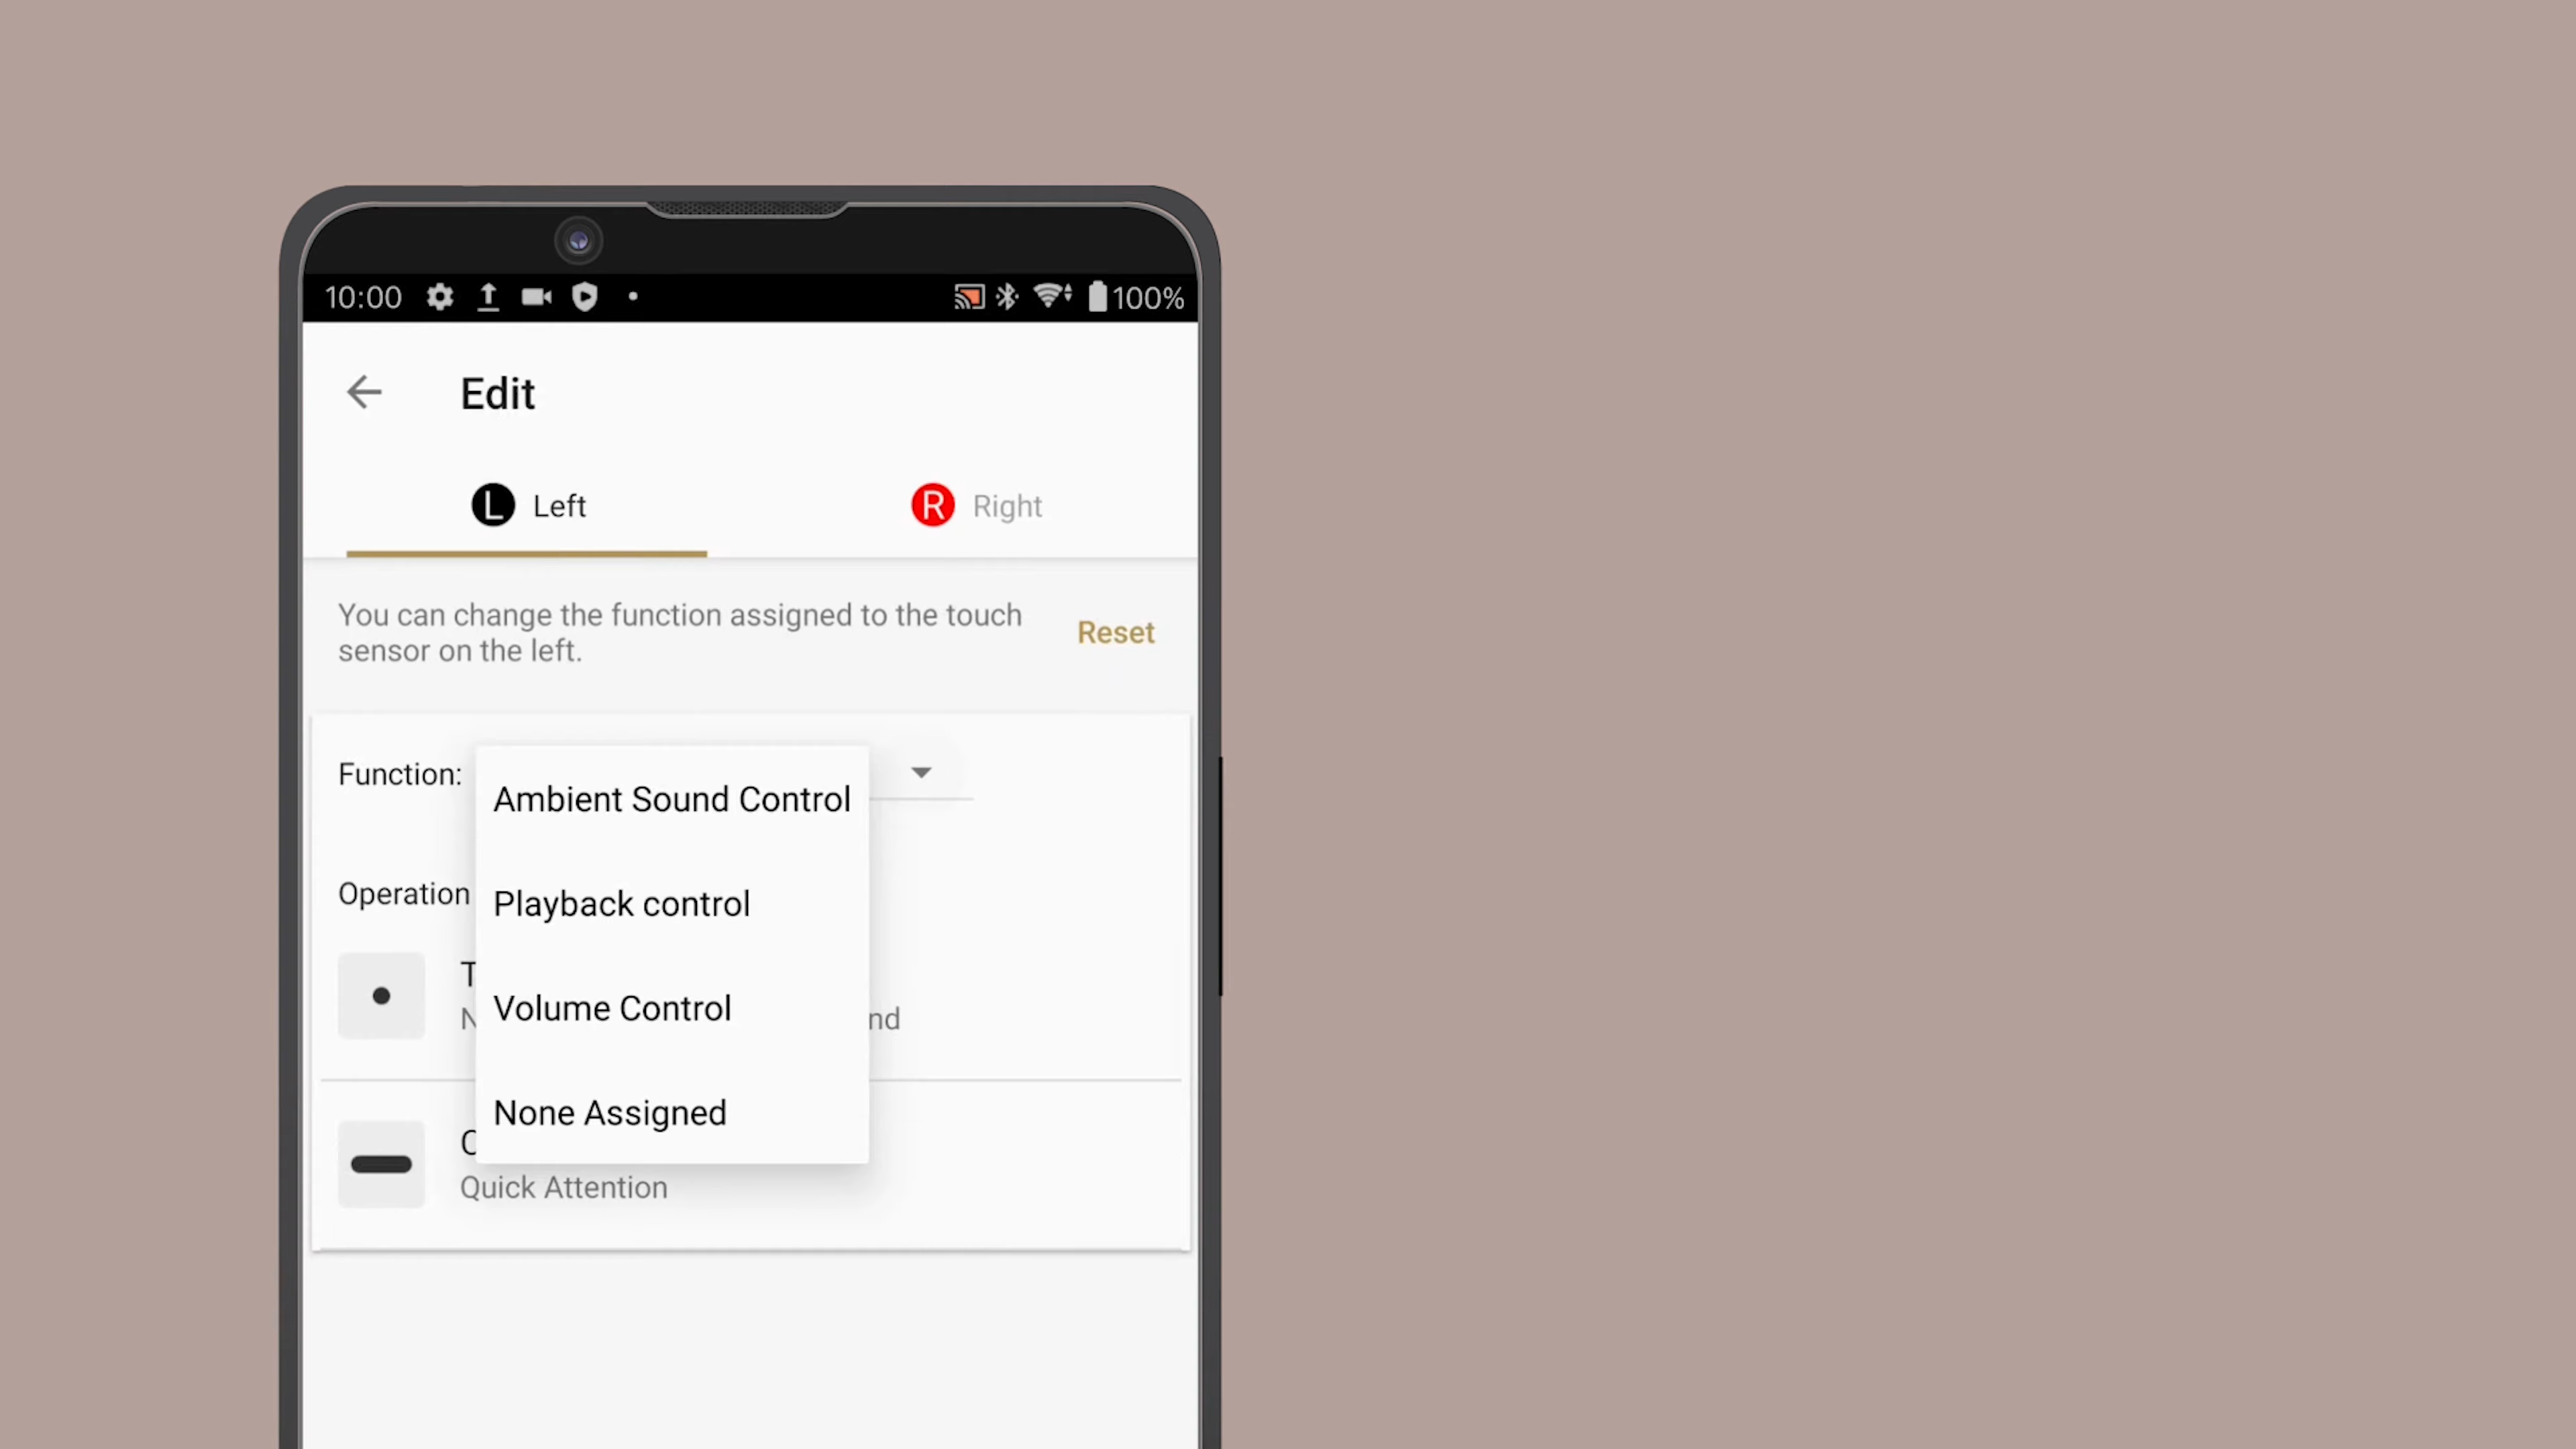 10:00
100%
Edit
L Left
R Right
You can change the function assigned to the touch
sensor on the left.
Reset
Function:
Ambient Sound Control
Operation
Playback control
Volume Control
nd
None Assigned
Quick Attention